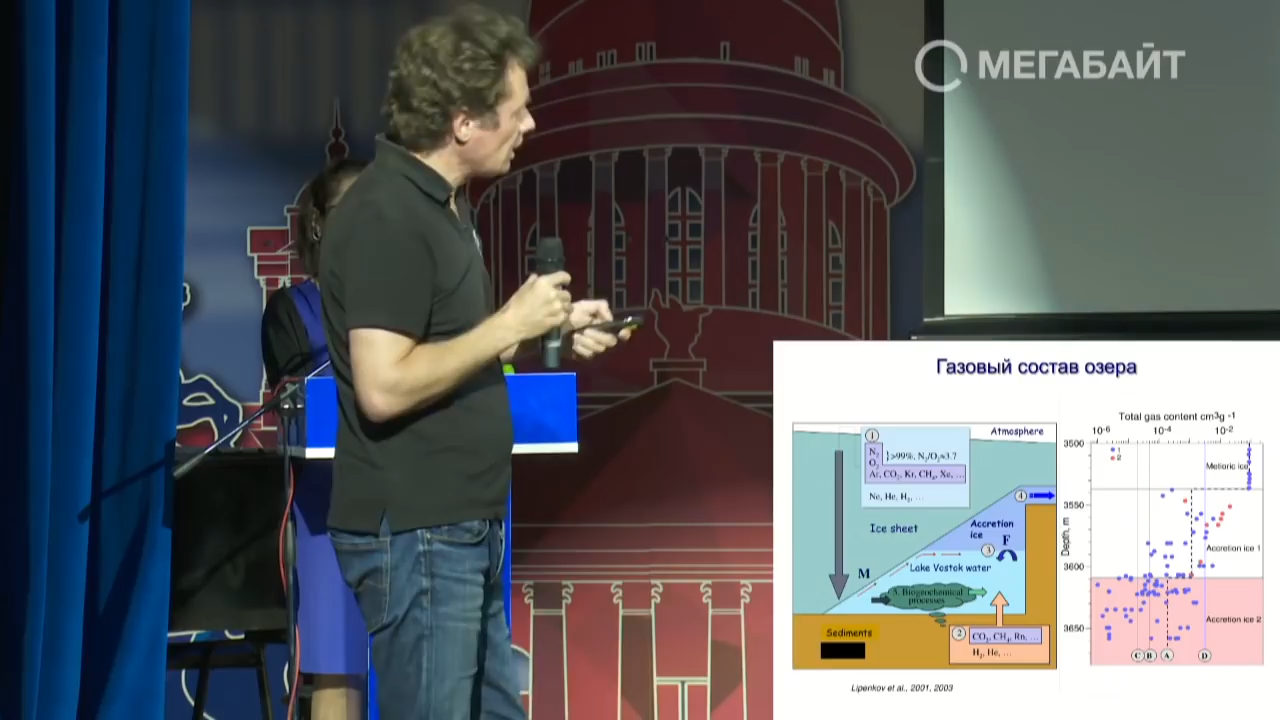 МЕГАБАЙТ
Газовый состав озера
Atmosphere
1
N₂
O₂
}>99%, N₂/O₂≈3.7
Ar, CO₂, Kr, CH₄, Xe, …
Ne, He, H₂, …
Ice sheet
4
Accretion
ice
F
3
M
Lake Vostok water
5. Biogeochemical
processes
Sediments
2
CO₂, CH₄, Rn, …
H₂, He, …
Lipenkov et al., 2001, 2003
Total gas content cm³g -1
10-6 10-4 10-2
3500
1
2
Metioric ice
3550
Depth, m
Accretion ice 1
3600
Accretion ice 2
3650
C B A D